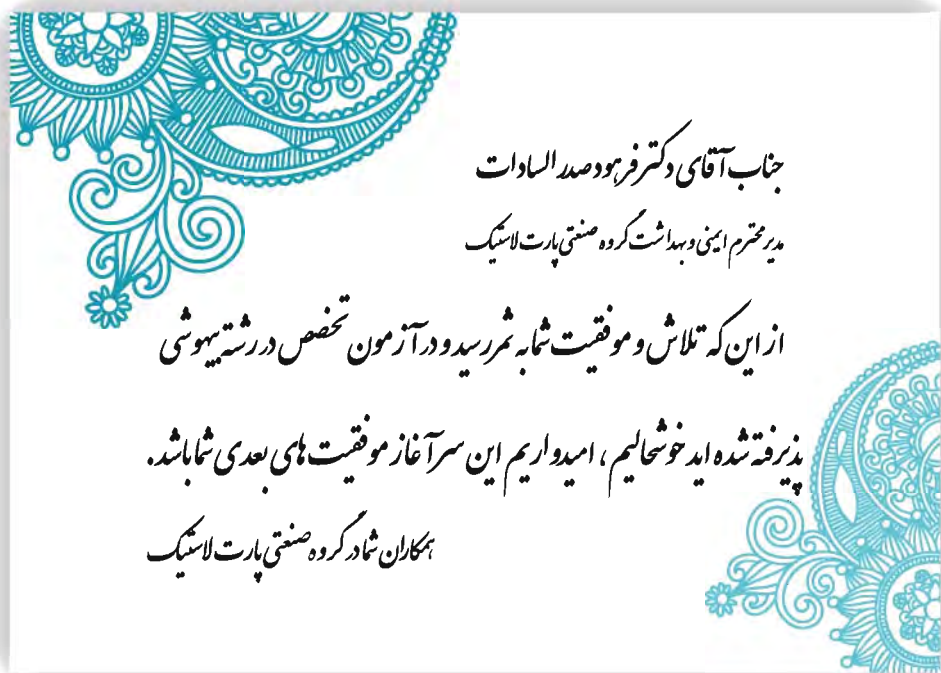 جناب آقای دکتر فرهود صدر السادات
مدیر محترم ایمنی و بهداشت گروه صنعتی پارت لاستیک
از این که تلاش و موفقیت شما به ثمر رسید و در آزمون تخصص در رشته بیهوشی
پذیرفته شده اید خوشحالیم ، امیدواریم این سرآغاز موفقیت های بعدی شما باشد.
همکاران شما در گروه صنعتی پارت لاستیک